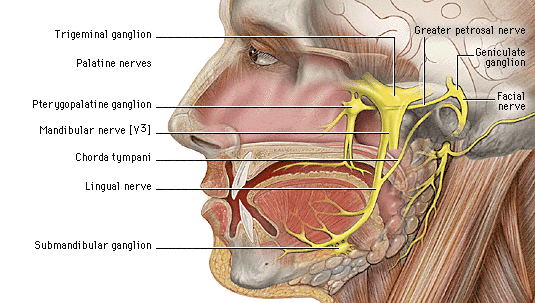 Trigeminal ganglion
Palatine nerves
Pterygopalatine ganglion
Mandibular nerve [V3]
Chorda tympani
Lingual nerve
Submandibular ganglion
Greater petrosal nerve
Geniculate
ganglion
Facial
nerve